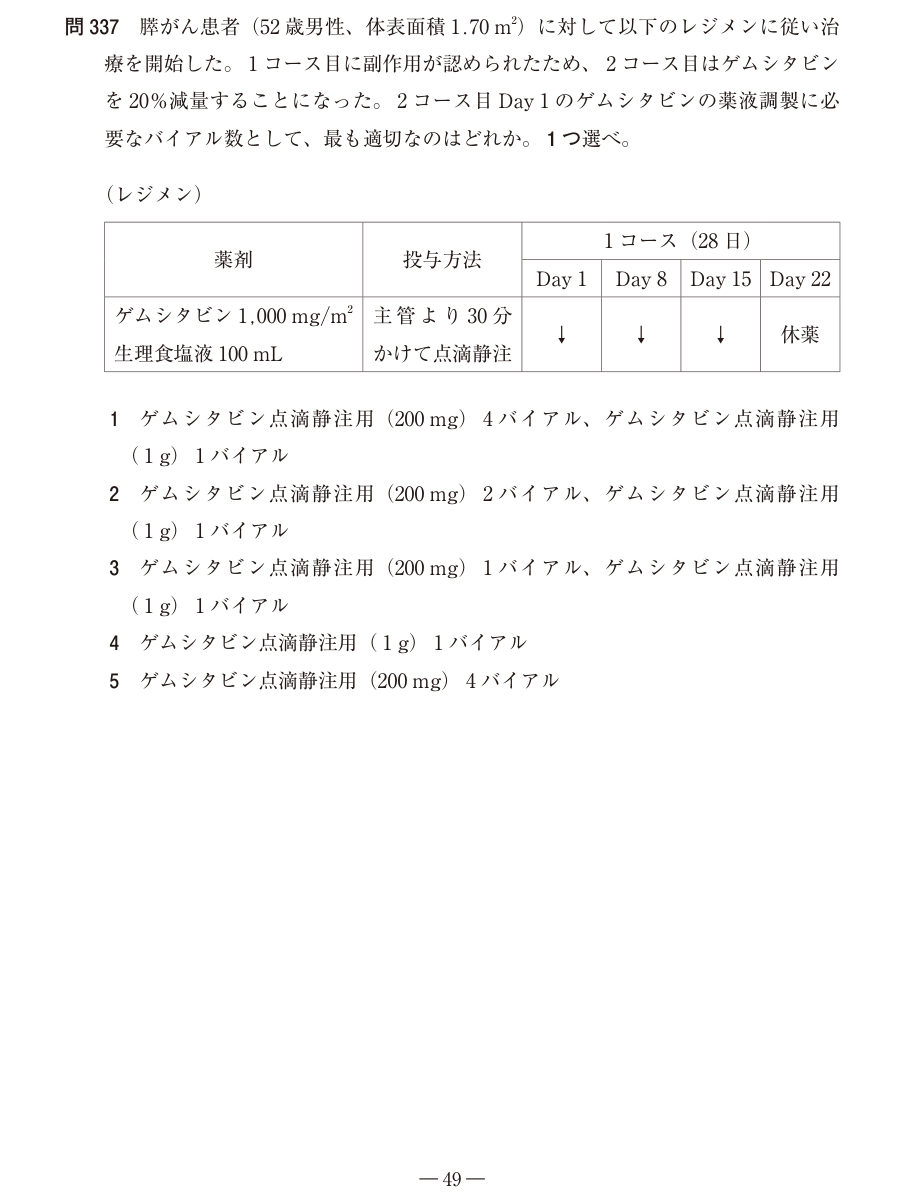 問 337　膵がん患者（52 歳男性、体表面積 1.70 m²）に対して以下のレジメンに従い治
療を開始した。１コース目に副作用が認められたため、２コース目はゲムシタビン
を 20％減量することになった。２コース目 Day 1 のゲムシタビンの薬液調製に必
要なバイアル数として、最も適切なのはどれか。１つ選べ。
（レジメン）
薬剤
投与方法
１コース（28 日）
Day 1　Day 8　Day 15　Day 22
ゲムシタビン 1,000 mg/m²
生理食塩液 100 mL
主管より 30 分
かけて点滴静注
↓　↓　↓　休薬
1　ゲムシタビン点滴静注用（200 mg）４バイアル、ゲムシタビン点滴静注用
（１g）１バイアル
2　ゲムシタビン点滴静注用（200 mg）２バイアル、ゲムシタビン点滴静注用
（１g）１バイアル
3　ゲムシタビン点滴静注用（200 mg）１バイアル、ゲムシタビン点滴静注用
（１g）１バイアル
4　ゲムシタビン点滴静注用（１g）１バイアル
5　ゲムシタビン点滴静注用（200 mg）４バイアル
— 49 —